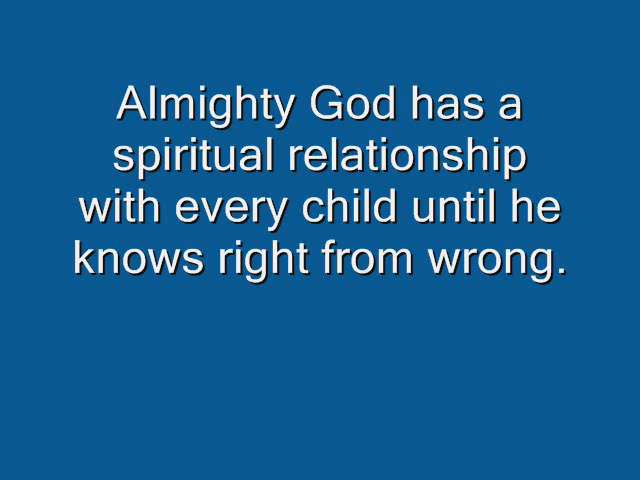 Almighty God has a
spiritual relationship
with every child until he
knows right from wrong.